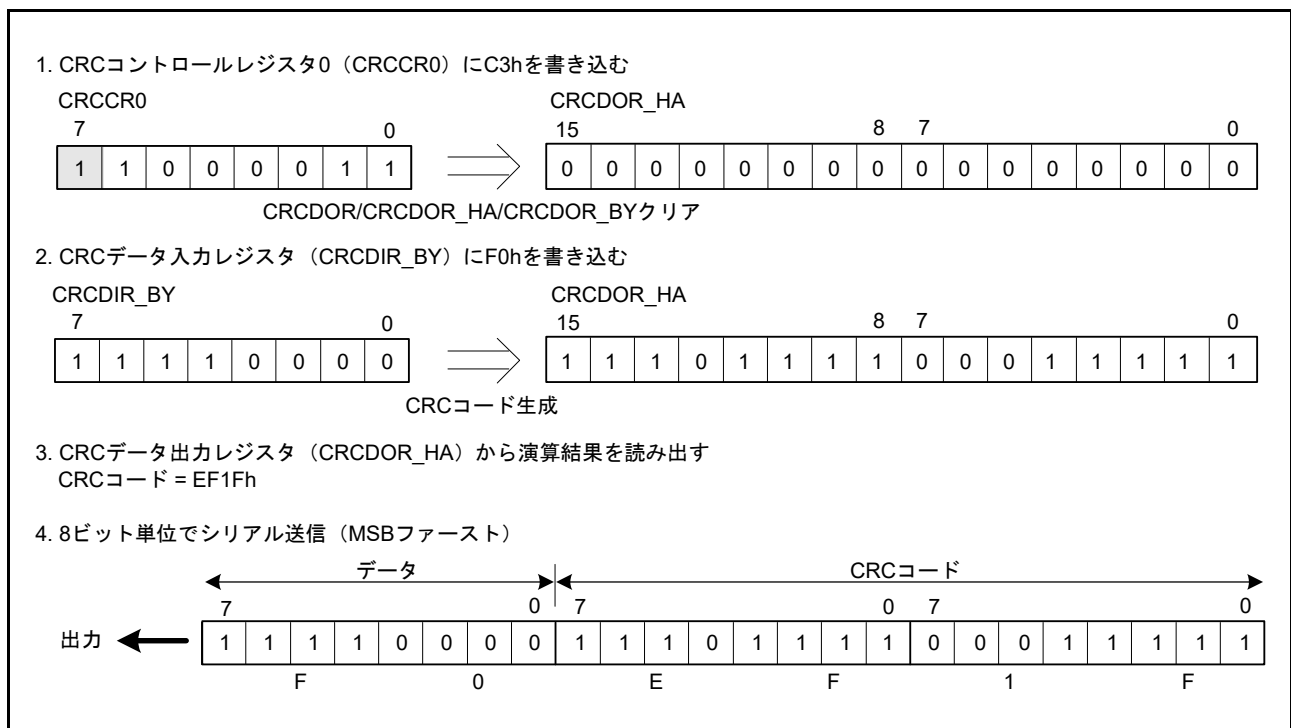 1. CRCコントロールレジスタ0（CRCCR0）にC3hを書き込む
CRCCR0 CRCDOR_HA
7 0 15 8 7 0
1 1 0 0 0 0 1 1 0 0 0 0 0 0 0 0 0 0 0 0 0 0 0 0
CRCDOR/CRCDOR_HA/CRCDOR_BYクリア
2. CRCデータ入力レジスタ（CRCDIR_BY）にF0hを書き込む
CRCDIR_BY CRCDOR_HA
7 0 15 8 7 0
1 1 1 1 0 0 0 0 1 1 1 0 1 1 1 1 0 0 0 1 1 1 1 1
CRCコード生成
3. CRCデータ出力レジスタ（CRCDOR_HA）から演算結果を読み出す
CRCコード = EF1Fh
4. 8ビット単位でシリアル送信（MSBファースト）
データ CRCコード
7 0 7 0 7 0
出力 1 1 1 1 0 0 0 0 1 1 1 0 1 1 1 1 0 0 0 1 1 1 1 1
F 0 E F 1 F